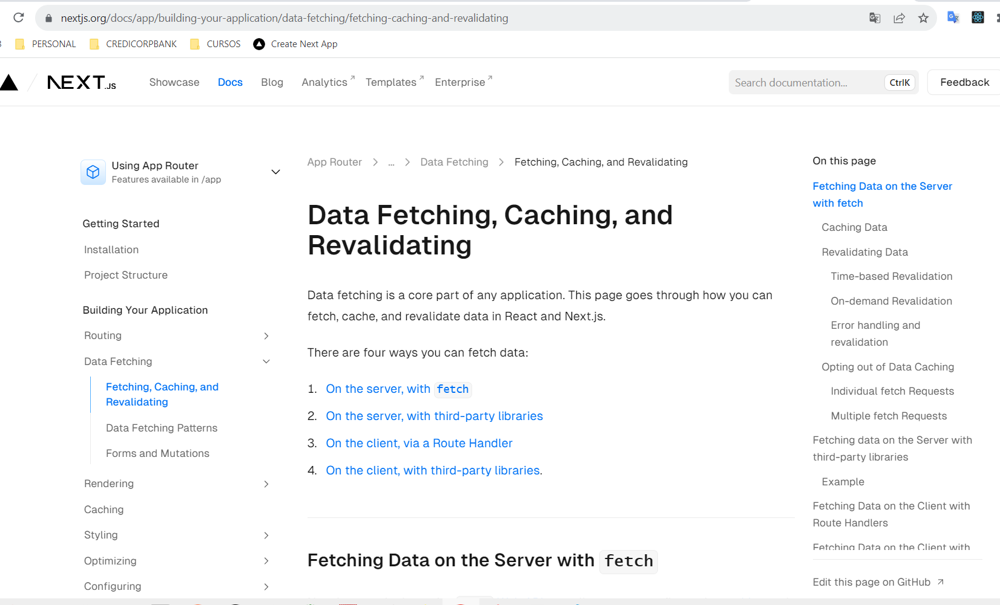 nextjs.org/docs/app/building-your-application/data-fetching/fetching-caching-and-revalidating
PERSONAL
CREDICORPBANK
CURSOS
Create Next App
NEXT.JS
Showcase
Docs
Blog
Analytics
Templates
Enterprise
Search documentation...
CtrlK
Feedback
Using App Router
Features available in /app
Getting Started
Installation
Project Structure
Building Your Application
Routing
Data Fetching
Fetching, Caching, and
Revalidating
Data Fetching Patterns
Forms and Mutations
Rendering
Caching
Styling
Optimizing
Configuring
App Router > ... > Data Fetching > Fetching, Caching, and Revalidating
Data Fetching, Caching, and
Revalidating
Data fetching is a core part of any application. This page goes through how you can
fetch, cache, and revalidate data in React and Next.js.
There are four ways you can fetch data:
1. On the server, with fetch
2. On the server, with third-party libraries
3. On the client, via a Route Handler
4. On the client, with third-party libraries.
Fetching Data on the Server with fetch
On this page
Fetching Data on the Server
with fetch
Caching Data
Revalidating Data
Time-based Revalidation
On-demand Revalidation
Error handling and
revalidation
Opting out of Data Caching
Individual fetch Requests
Multiple fetch Requests
Fetching data on the Server with
third-party libraries
Example
Fetching Data on the Client with
Route Handlers
Fetching Data on the Client with
Edit this page on GitHub